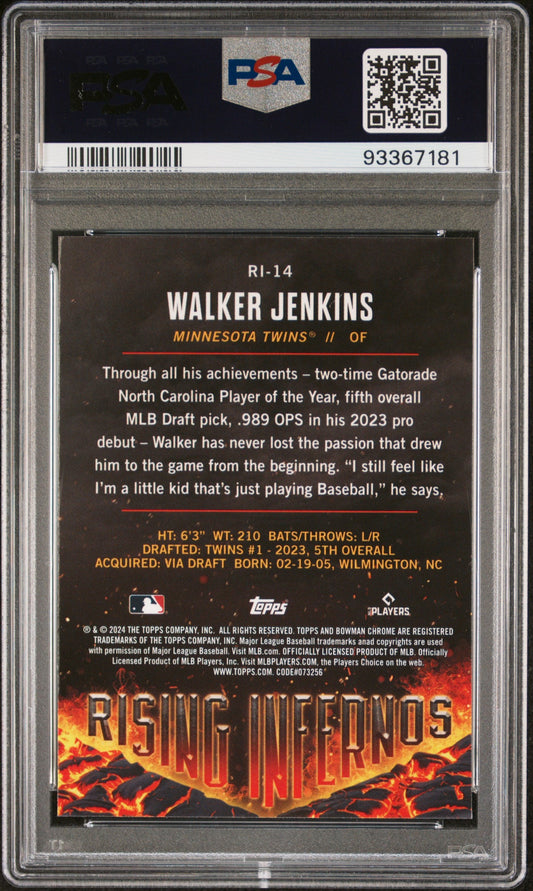 PSA
PSA
93367181
RI-14
WALKER JENKINS
MINNESOTA TWINS® // OF
Through all his achievements – two-time Gatorade
North Carolina Player of the Year, fifth overall
MLB Draft pick, .989 OPS in his 2023 pro
debut – Walker has never lost the passion that drew
him to the game from the beginning. “I still feel like
I’m a little kid that’s just playing Baseball,” he says.
HT: 6’3” WT: 210 BATS/THROWS: L/R
DRAFTED: TWINS #1 - 2023, 5TH OVERALL
ACQUIRED: VIA DRAFT BORN: 02-19-05, WILMINGTON, NC
Topps
PLAYERS
® & © 2024 THE TOPPS COMPANY, INC. ALL RIGHTS RESERVED. TOPPS AND BOWMAN CHROME ARE REGISTERED
TRADEMARKS OF THE TOPPS COMPANY, INC. Major League Baseball trademarks anad copyrights are used
with permission of Major League Baseball. Visit MLB.com. OFFICIALLY LICENSED PRODUCT OF MLB. Officially
Licensed Product of MLB Players, Inc. Visit MLBPLAYERS.COM, the Players Choice on the web.
WWW.TOPPS.COM. CODE#073256
RISING INFERNOS
PSA